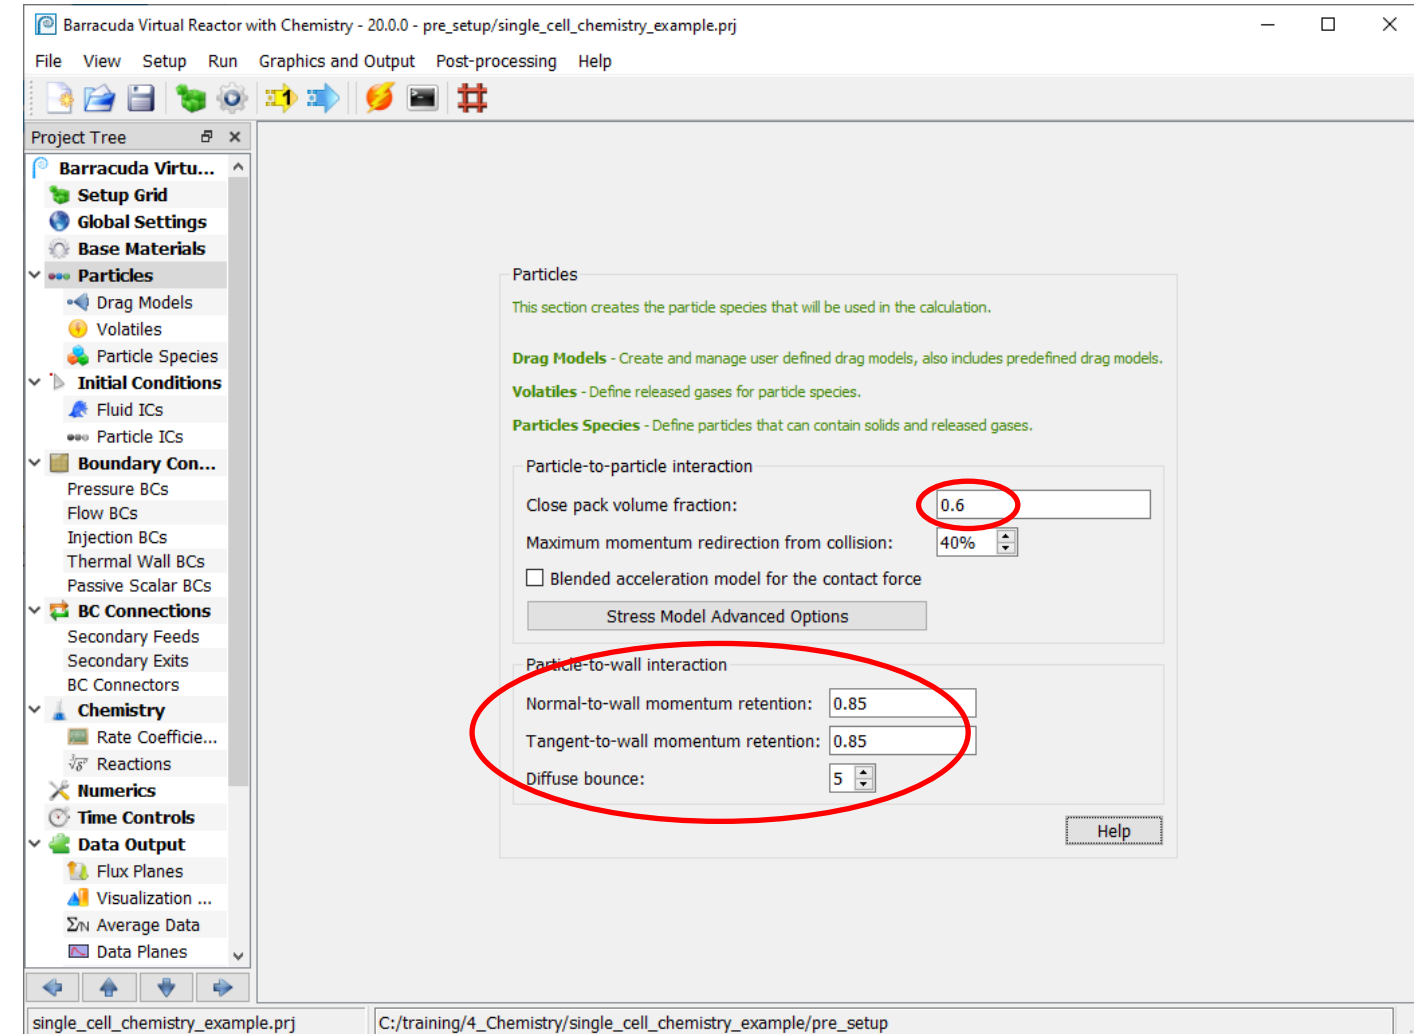 Barracuda Virtual Reactor with Chemistry - 20.0.0 - pre_setup/single_cell_chemistry_example.prj
File View Setup Run Graphics and Output Post-processing Help
1
Project Tree
Barracuda Virtu...
Setup Grid
Global Settings
Base Materials
Particles
Drag Models
Volatiles
Particle Species
Initial Conditions
Fluid ICs
Particle ICs
Boundary Con...
Pressure BCs
Flow BCs
Injection BCs
Thermal Wall BCs
Passive Scalar BCs
BC Connections
Secondary Feeds
Secondary Exits
BC Connectors
Chemistry
Rate Coefficie...
Reactions
Numerics
Time Controls
Data Output
Flux Planes
Visualization ...
Σ/N Average Data
Data Planes
Particles
This section creates the particle species that will be used in the calculation.
Drag Models - Create and manage user defined drag models, also includes predefined drag models.
Volatiles - Define released gases for particle species.
Particles Species - Define particles that can contain solids and released gases.
Particle-to-particle interaction
Close pack volume fraction: 0.6
Maximum momentum redirection from collision: 40%
Blended acceleration model for the contact force
Stress Model Advanced Options
Particle-to-wall interaction
Normal-to-wall momentum retention: 0.85
Tangent-to-wall momentum retention: 0.85
Diffuse bounce: 5
Help
single_cell_chemistry_example.prj
C:/training/4_Chemistry/single_cell_chemistry_example/pre_setup